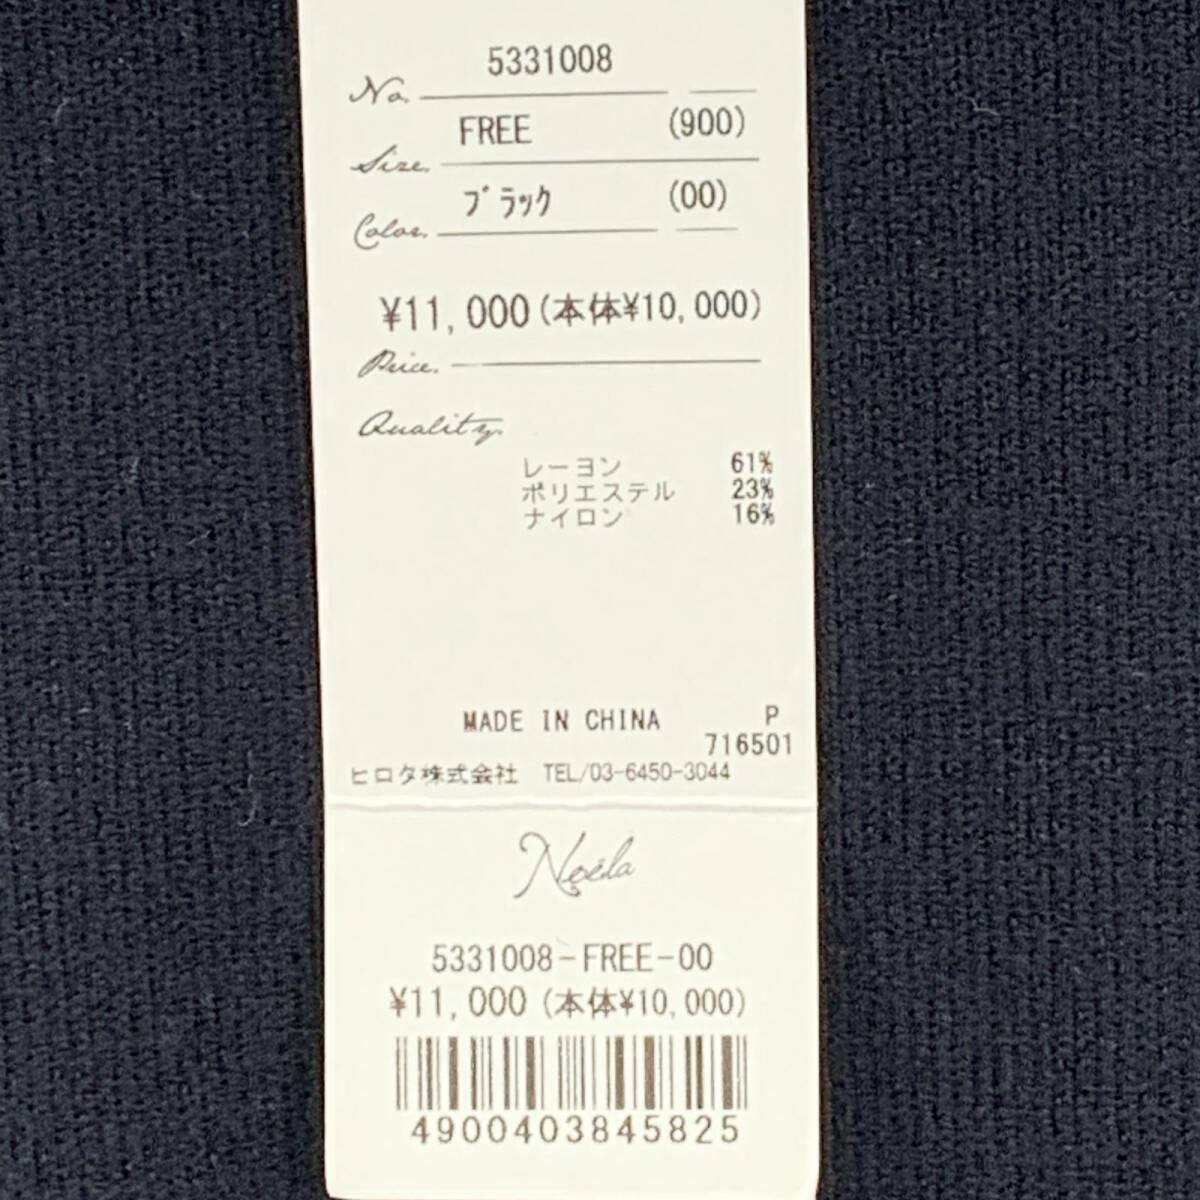 5331008
No.
FREE (900)
Size.
ブラック (00)
Color.
¥11,000(本体¥10,000)
Price.
Quality.
レーヨン 61%
ポリエステル 23%
ナイロン 16%
MADE IN CHINA P
716501
ヒロタ株式会社 TEL/03-6450-3044
Noëla
5331008-FREE-00
¥11,000(本体¥10,000)
4900403845825